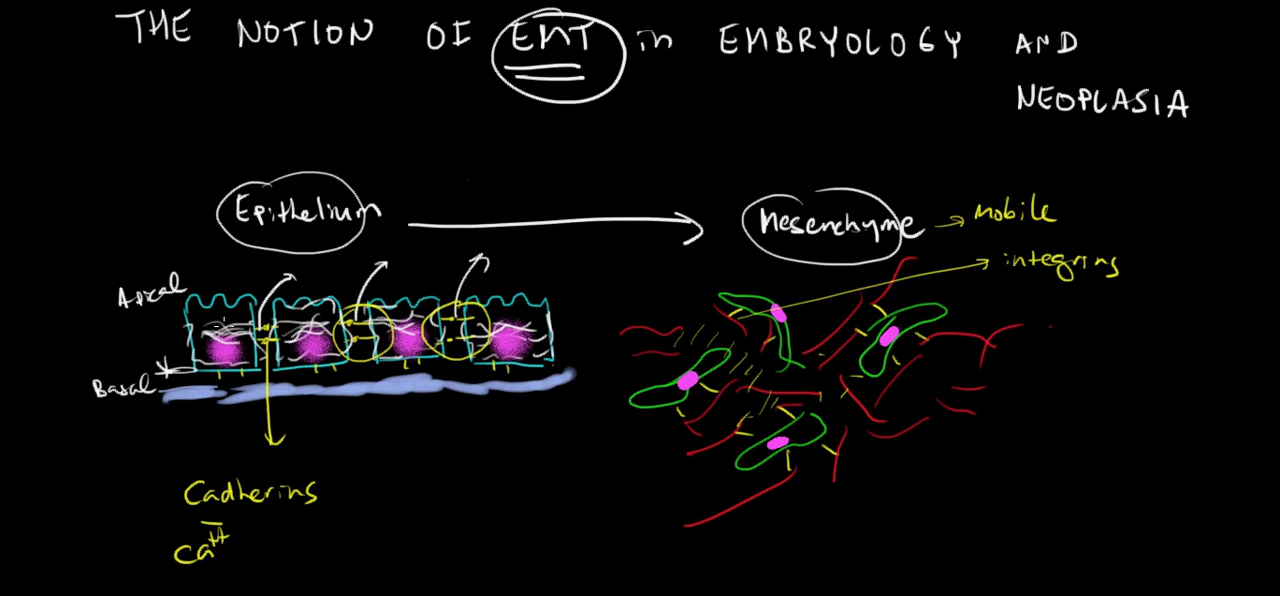 THE NOTION OF EMT in EMBRYOLOGY AND
NEOPLASIA
Epithelium
Mesenchyme
mobile
integrins
Apical
Basal
Cadherins
Ca++